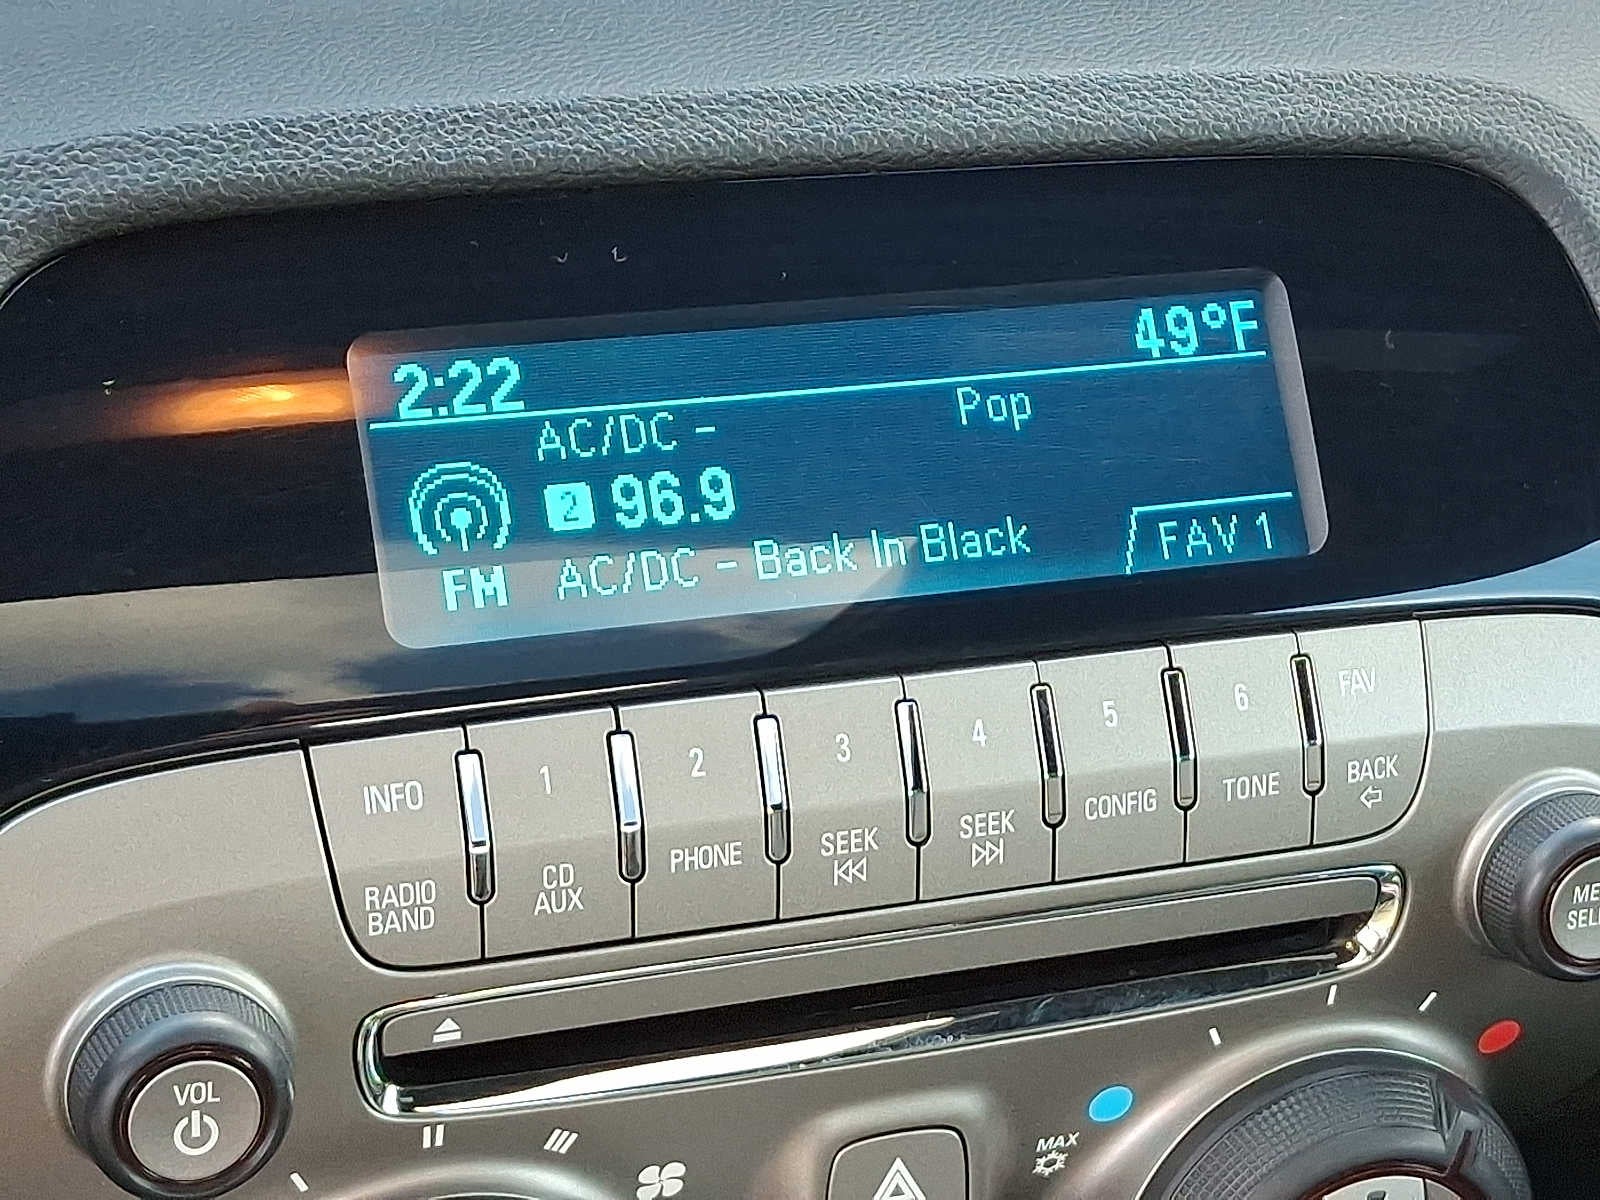 2:22 49°F
AC/DC - Pop
2 96.9
FM AC/DC - Back In Black FAV 1
INFO 1 2 3 4 5 6 FAV
RADIO BAND
CD AUX
PHONE
SEEK
SEEK
CONFIG
TONE
BACK
VOL
MAX